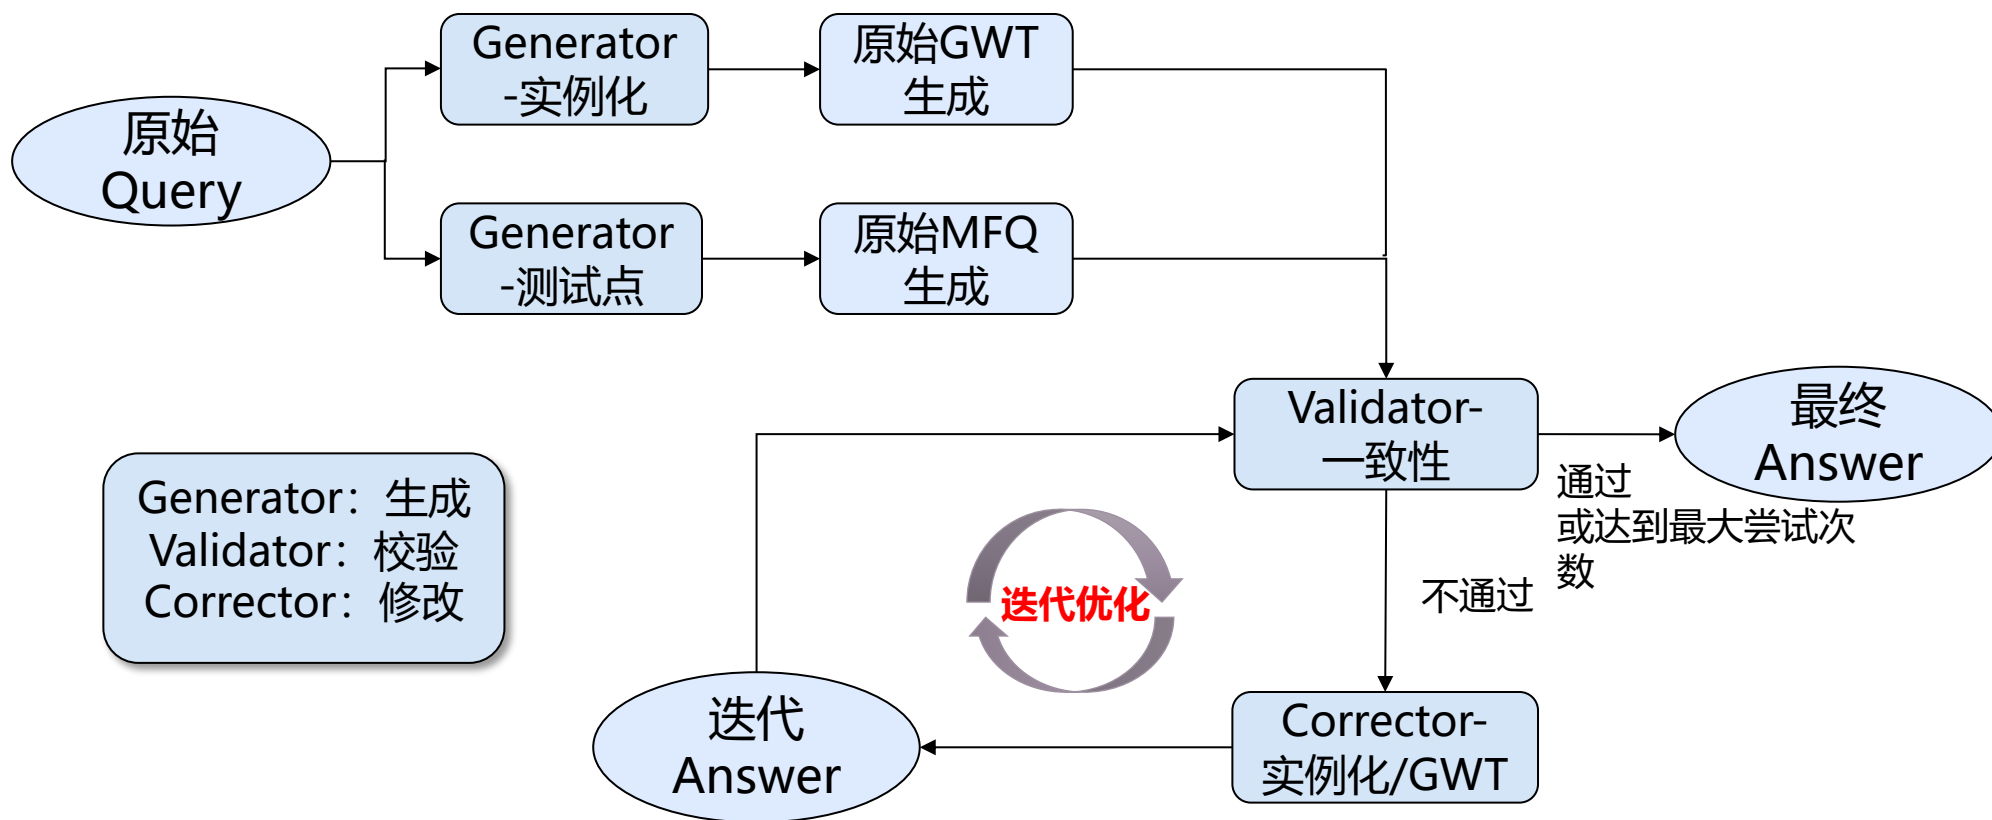 原始
Query
Generator
-实例化
原始GWT
生成
Generator
-测试点
原始MFQ
生成
Validator-
一致性
最终
Answer
通过
或达到最大尝试次
数
不通过
Generator：生成
Validator：校验
Corrector：修改
迭代优化
迭代
Answer
Corrector-
实例化/GWT